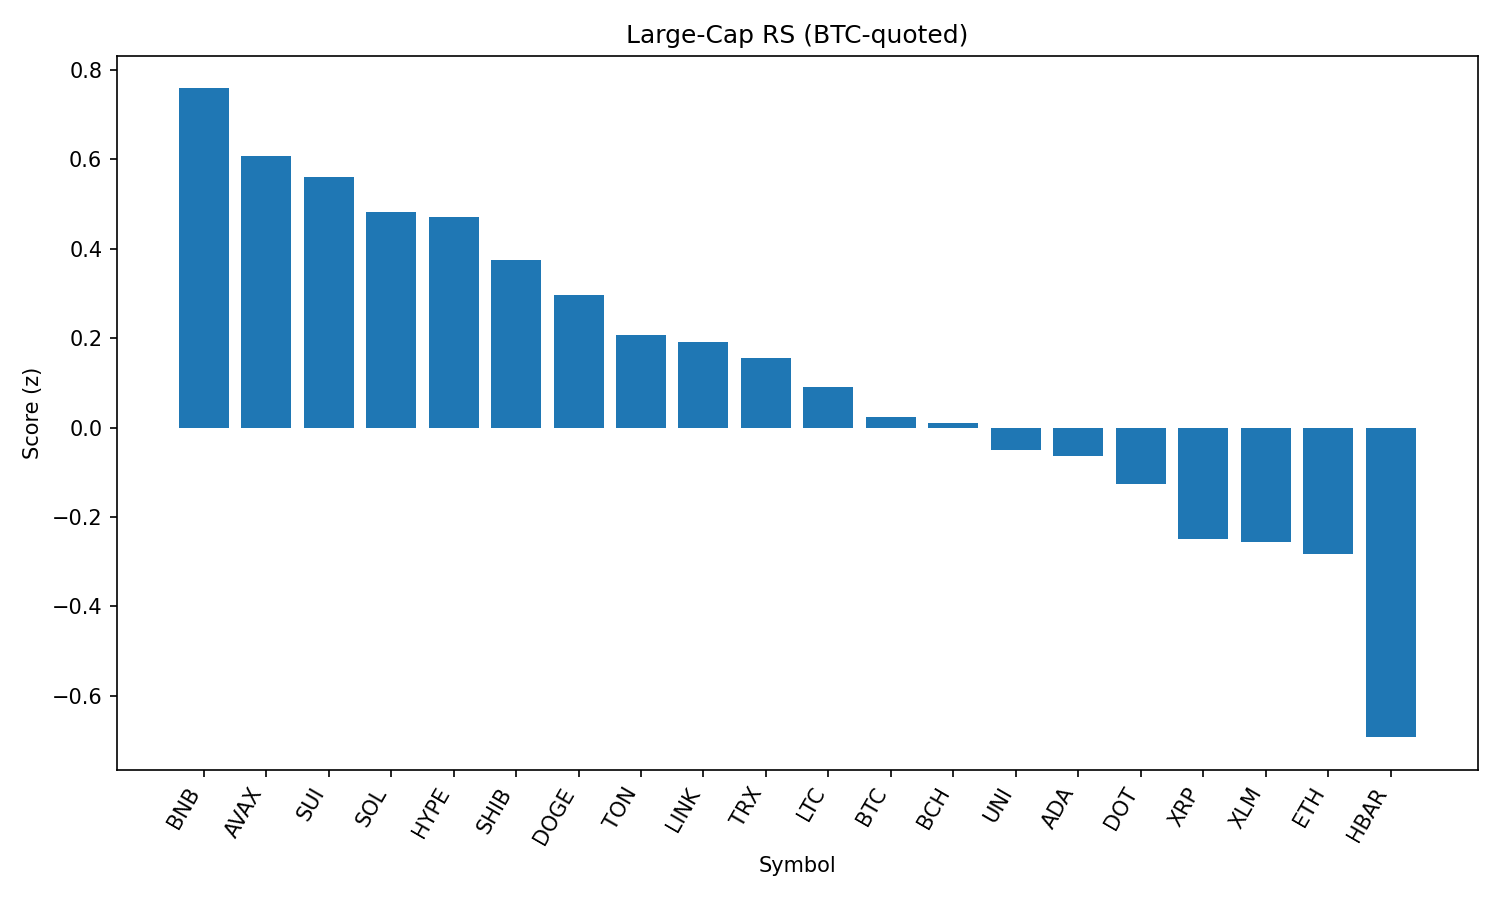 Large-Cap RS (BTC-quoted)
Score (z)
0.8
0.6
0.4
0.2
0.0
−0.2
−0.4
−0.6
BNB
AVAX
SUI
SOL
HYPE
SHIB
DOGE
TON
LINK
TRX
LTC
BTC
BCH
UNI
ADA
DOT
XRP
XLM
ETH
HBAR
Symbol